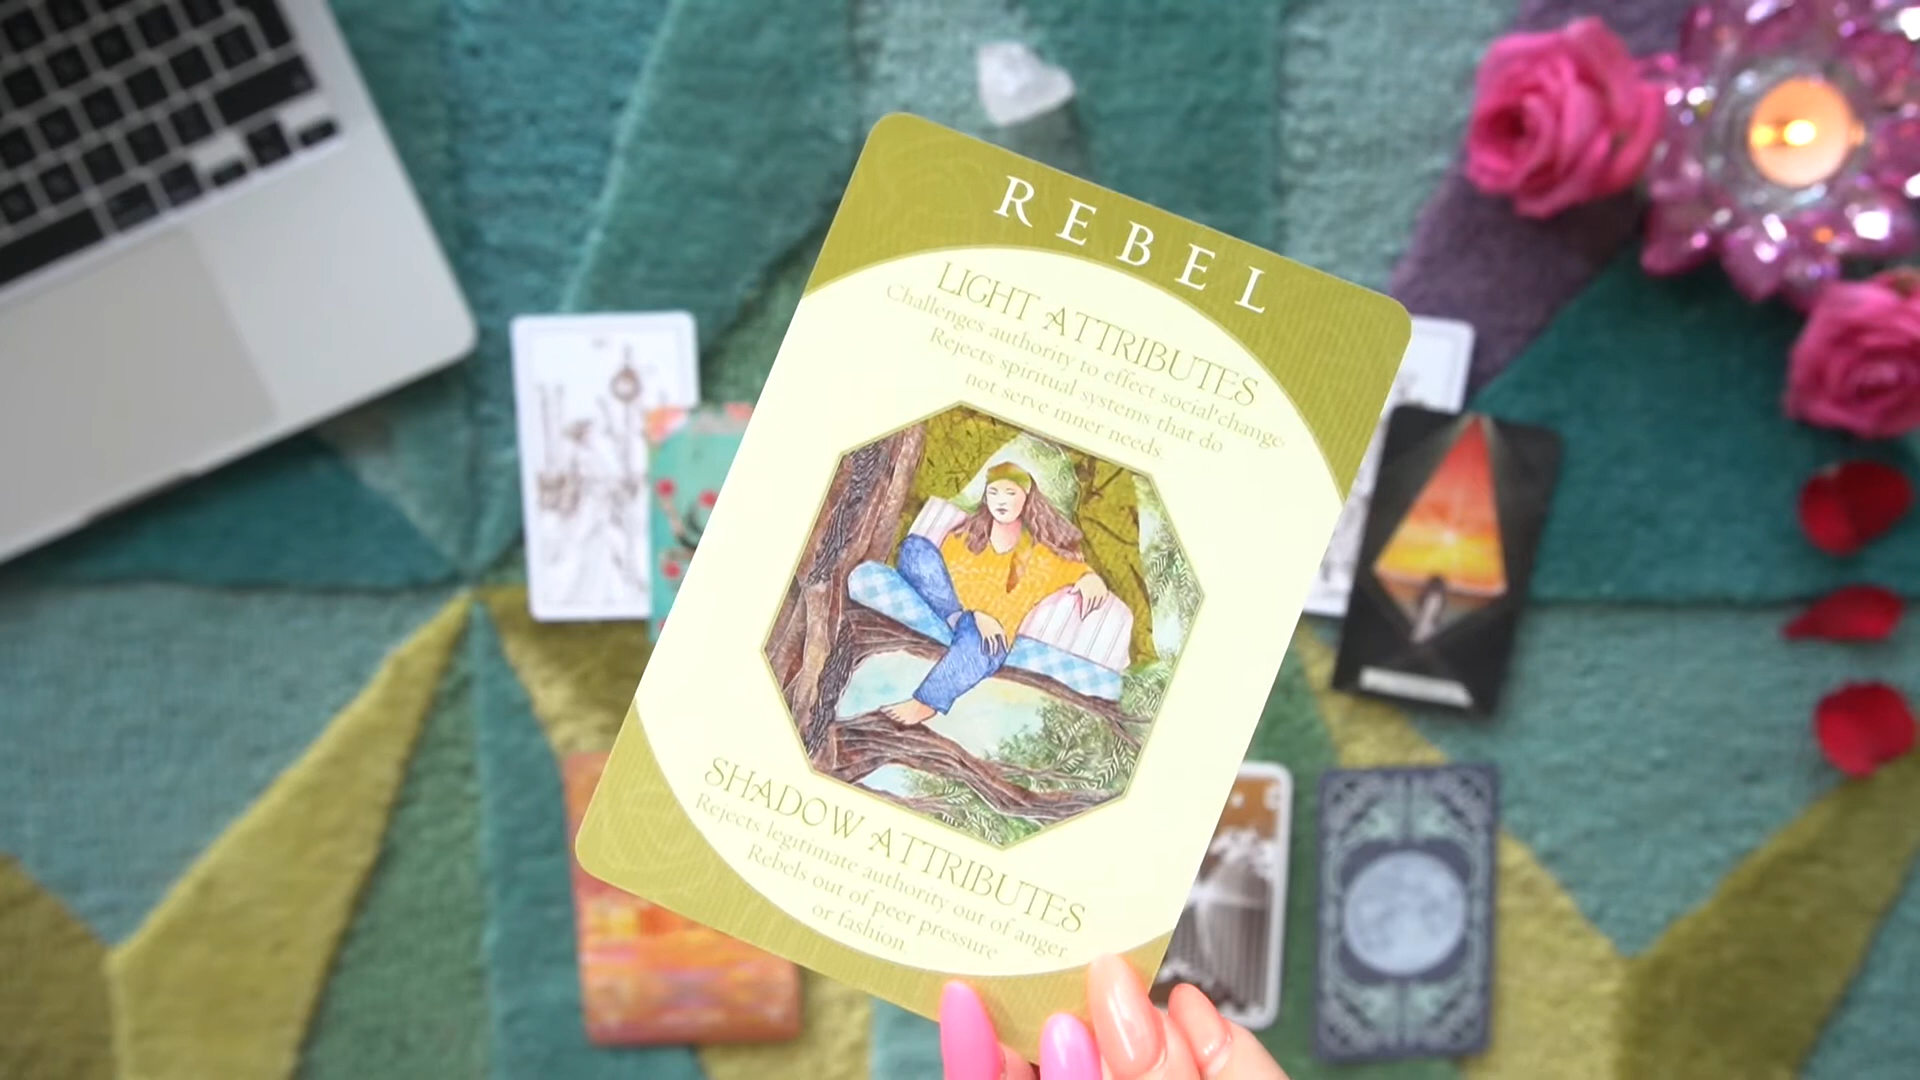 REBEL
LIGHT ATTRIBUTES
Challenges authority to effect social change
Rejects spiritual systems that do
not serve inner needs.
SHADOW ATTRIBUTES
Rejects legitimate authority out of anger
Rebels out of peer pressure
or fashion